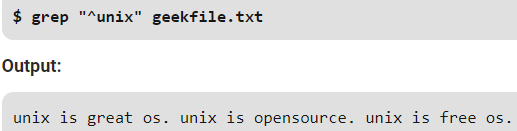 $ grep "^unix" geekfile.txt
Output:
unix is great os. unix is opensource. unix is free os.